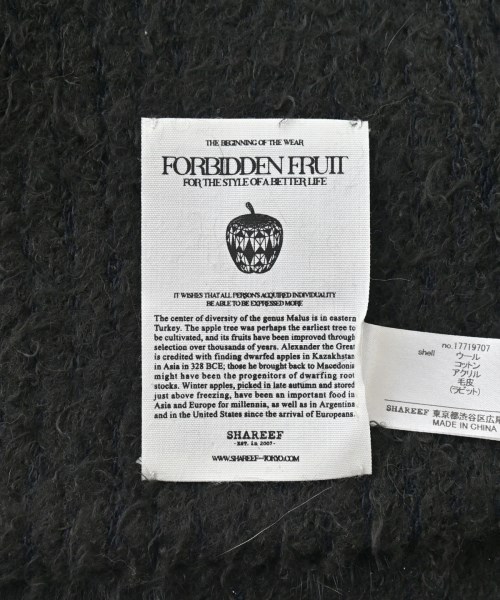 THE BEGINNING OF THE WEAR
FORBIDDEN FRUIT
FOR THE STYLE OF A BETTER LIFE
IT WISHES THAT ALL PERSON'S ACQUIRED INDIVIDUALITY
BE ABLE TO BE EXPRESSED MORE
The center of diversity of the genus Malus is in eastern
Turkey. The apple tree was perhaps the earliest tree to
be cultivated, and its fruits have been improved through
selection over thousands of years. Alexander the Great
is credited with finding dwarfed apples in Kazakhstan
in Asia in 328 BCE; those he brought back to Macedonia
might have been the progenitors of dwarfing root
stocks. Winter apples, picked in late autumn and stored
just above freezing, have been an important food in
Asia and Europe for millennia, as well as in Argentina
and in the United States since the arrival of Europeans.
SHAREEF
-EST. in 2007-
WWW.SHAREEF-TOKYO.COM
no.17719707
shell
ウール
コットン
アクリル
毛皮
(ラビット)
SHAREEF 東京都渋谷区広尾
MADE IN CHINA